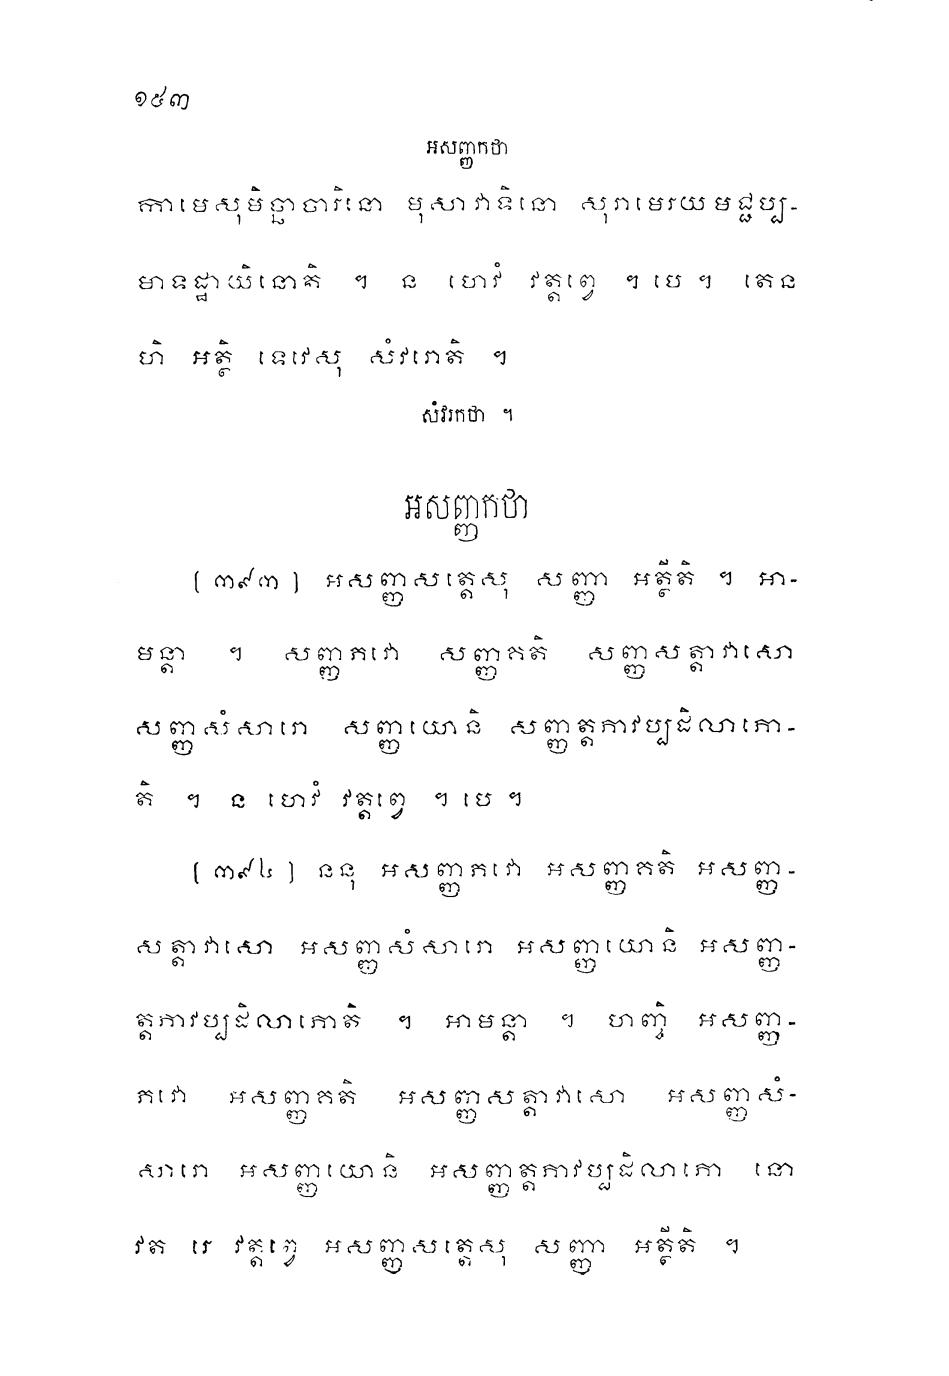 ១៥៣
អសញ្ញកថា
កាមេសុមិច្ឆាចារិនោ មុសាវាទិនោ សុរាមេរយមជ្ជប្ប-
មាទដ្ឋាយិនោតិ ។ ន ហេវំ វត្តព្វេ ។ បេ ។ តេន
ហិ អត្ថិ ទេវេសុ សំវរោតិ ។
សំវរកថា ។
អសញ្ញកថា
(៣៩៣) អសញ្ញសត្តេសុ សញ្ញា អត្ថីតិ ។ អា-
មន្តា ។ សញ្ញភវោ សញ្ញគតិ សញ្ញសត្តាវាសោ
សញ្ញសំសារោ សញ្ញយោនិ សញ្ញត្តភាវប្បដិលាភោ-
តិ ។ ន ហេវំ វត្តព្វេ ។ បេ ។
(៣៩៤) ននុ អសញ្ញភវោ អសញ្ញគតិ អសញ្ញ-
សត្តាវាសោ អសញ្ញសំសារោ អសញ្ញយោនិ អសញ្ញ-
ត្តភាវប្បដិលាភោតិ ។ អាមន្តា ។ ហញ្ចិ អសញ្ញ-
ភវោ អសញ្ញគតិ អសញ្ញសត្តាវាសោ អសញ្ញសំ-
សារោ អសញ្ញយោនិ អសញ្ញត្តភាវប្បដិលាភោ នោ
វត រេ វត្តព្វេ អសញ្ញសត្តេសុ សញ្ញា អត្ថីតិ ។